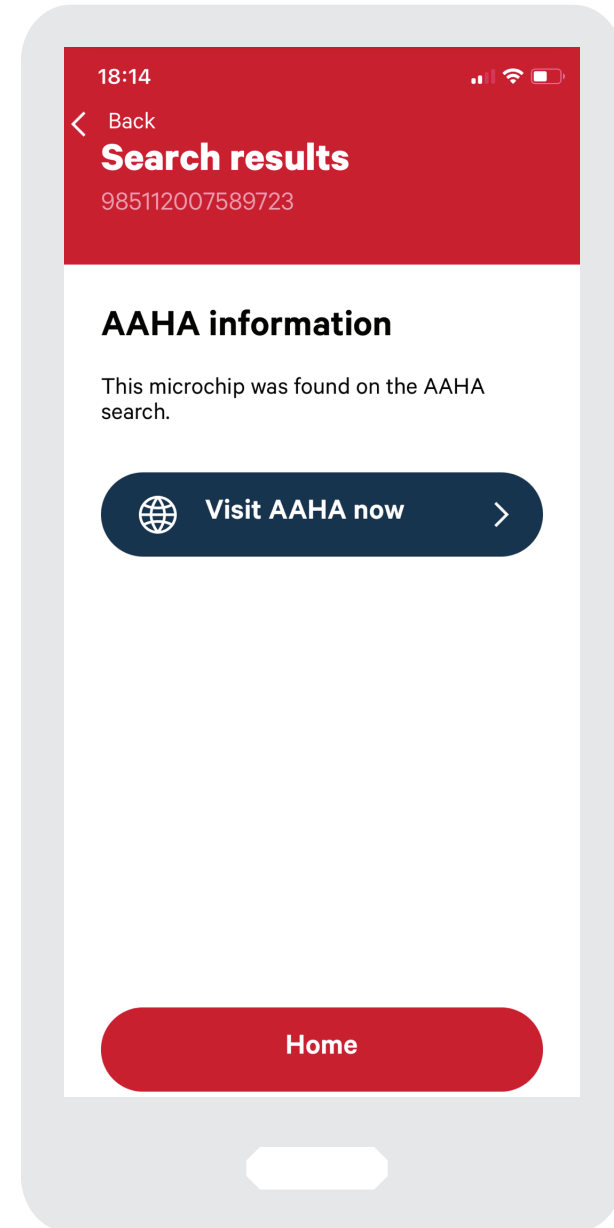 18:14
Back
Search results
985112007589723
AAHA information
This microchip was found on the AAHA
search.
Visit AAHA now
Home